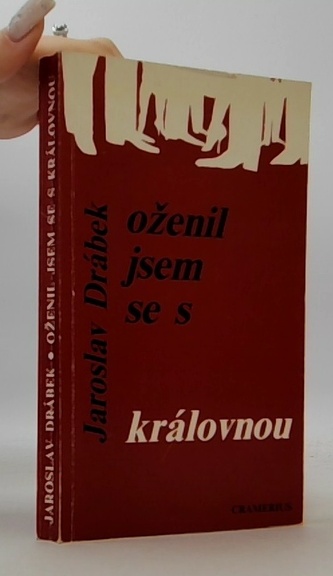 JAROSLAV DRÁBEK • OŽENIL JSEM SE S KRÁLOVNOU
Jaroslav Drábek
oženil
jsem
se s
královnou
CRAMERIUS